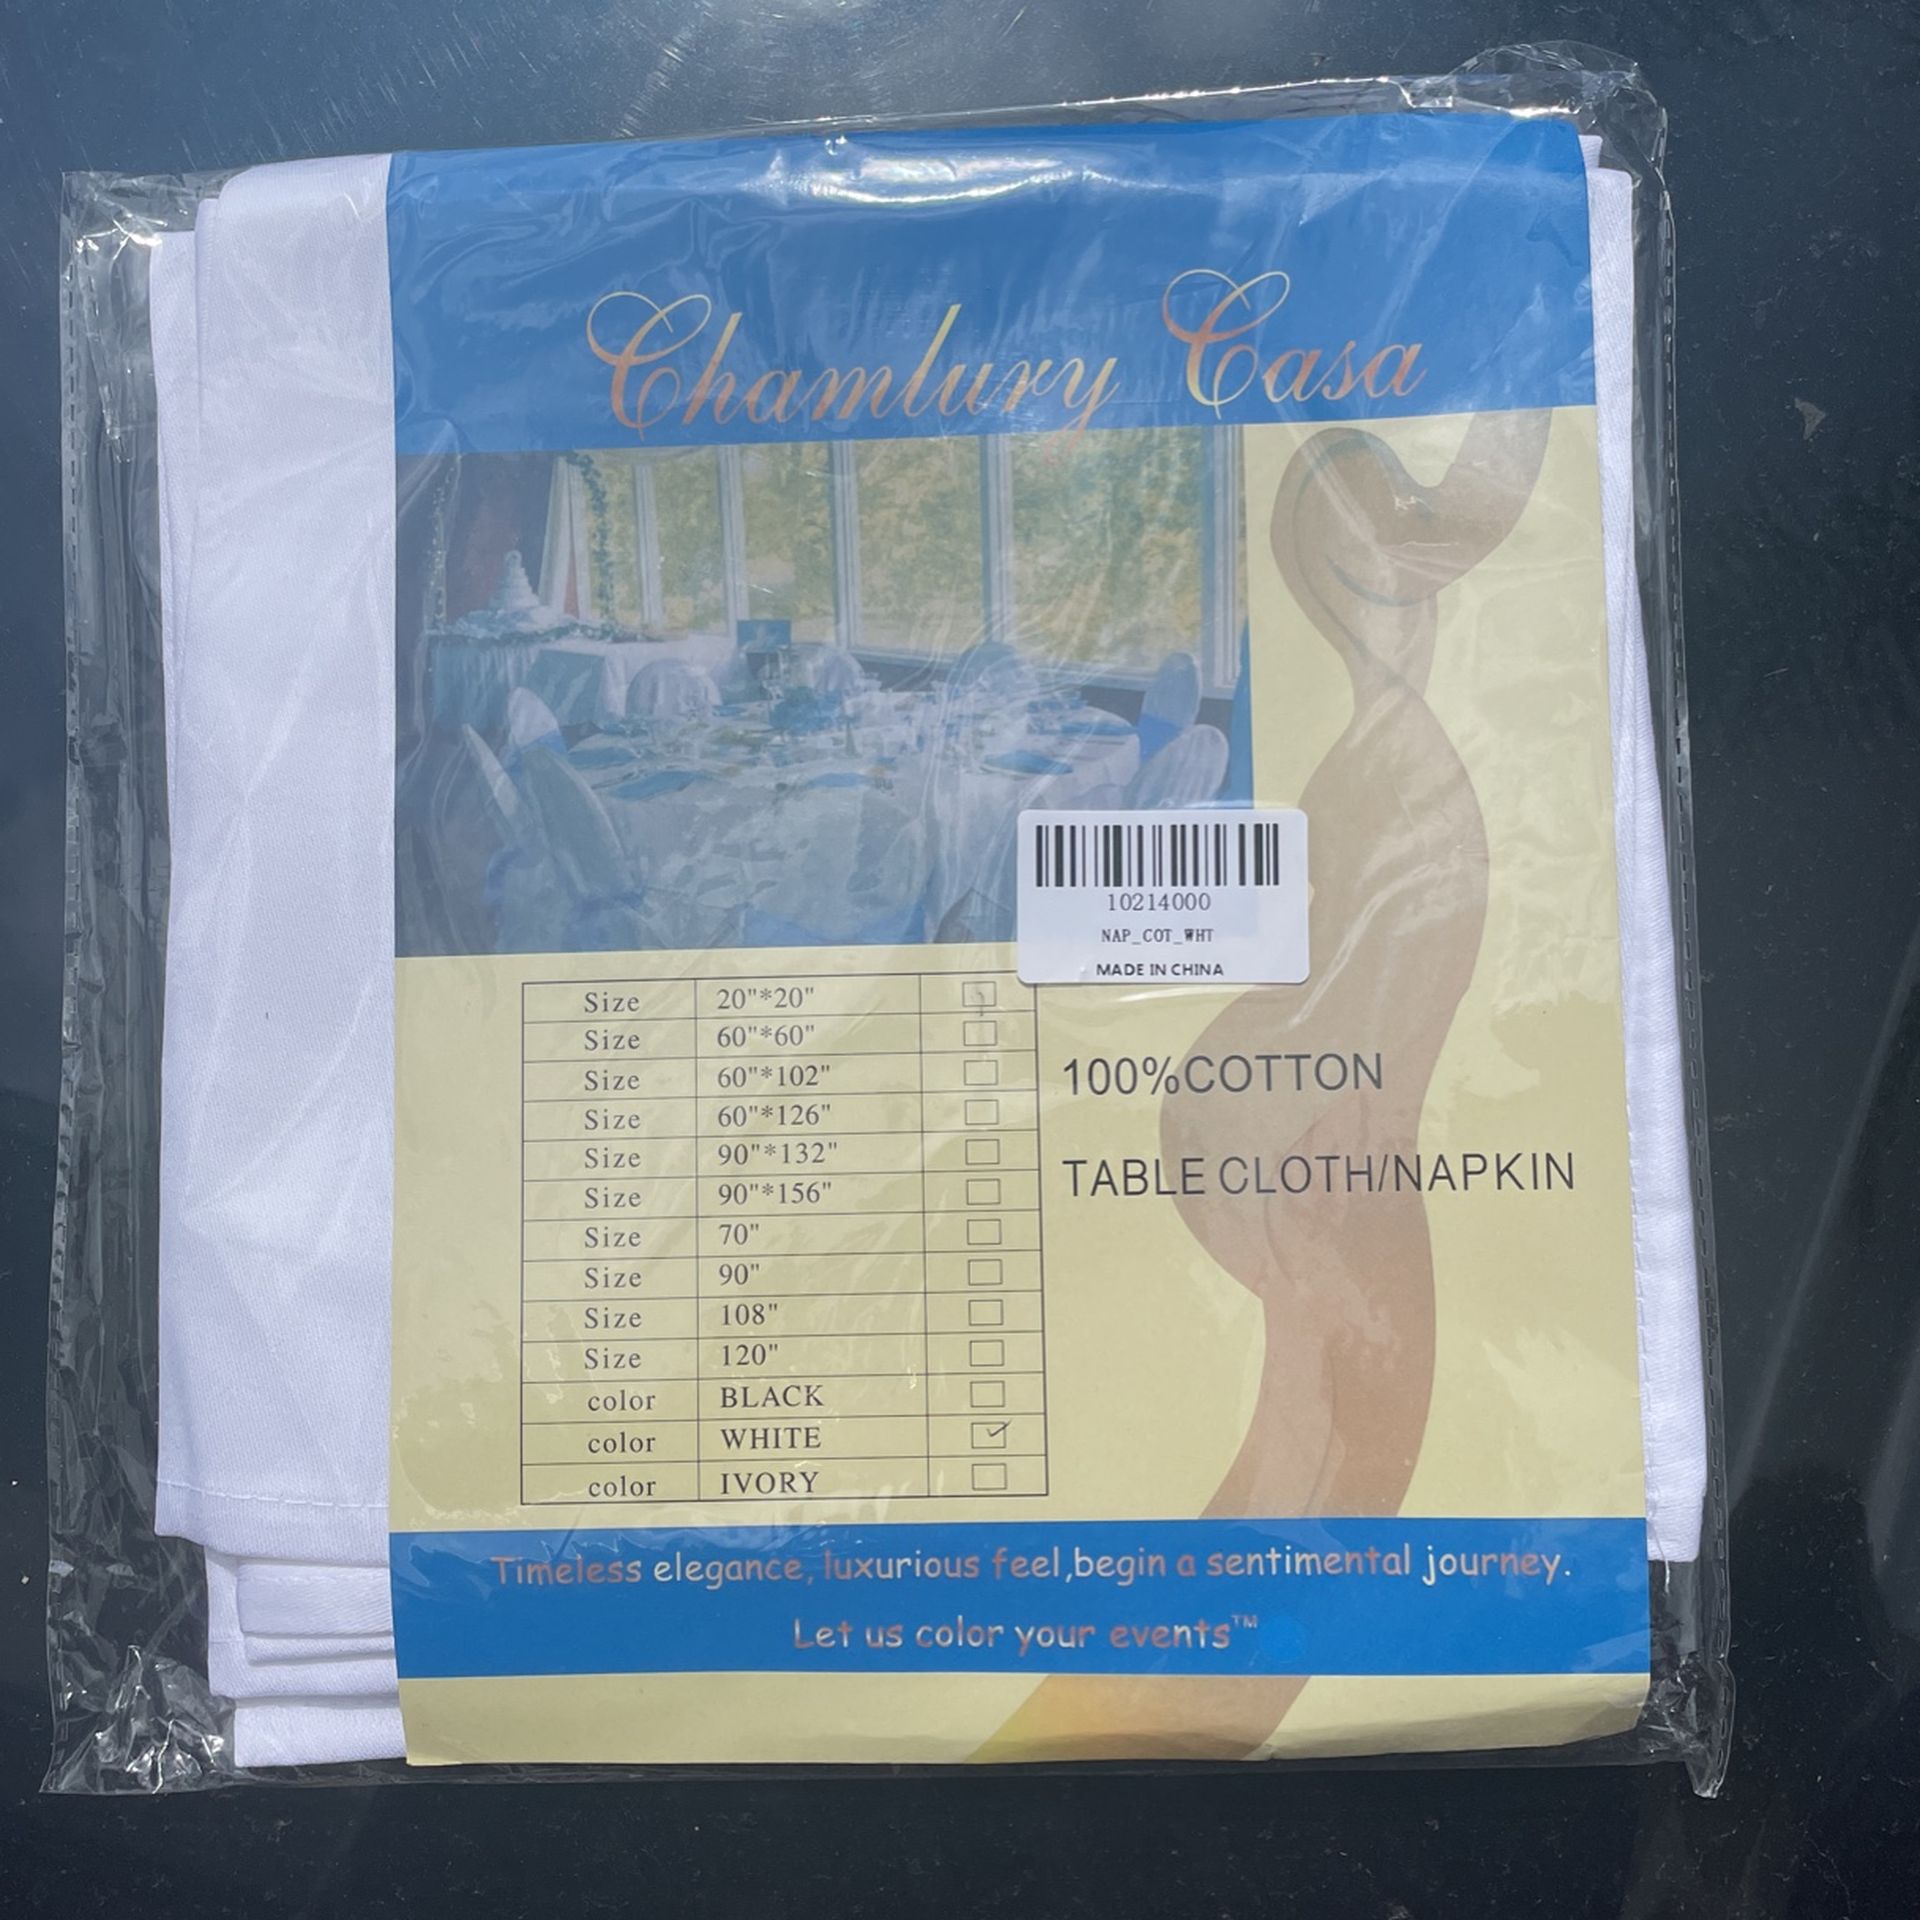 Chamlury Casa
10214000
NAP_COT_WHT
MADE IN CHINA
Size 20"*20"
Size 60"*60"
Size 60"*102"
Size 60"*126"
Size 90"*132"
Size 90"*156"
Size 70"
Size 90"
Size 108"
Size 120"
color BLACK
color WHITE
color IVORY
100%COTTON
TABLE CLOTH/NAPKIN
Timeless elegance, luxurious feel,begin a sentimental journey.
Let us color your events™